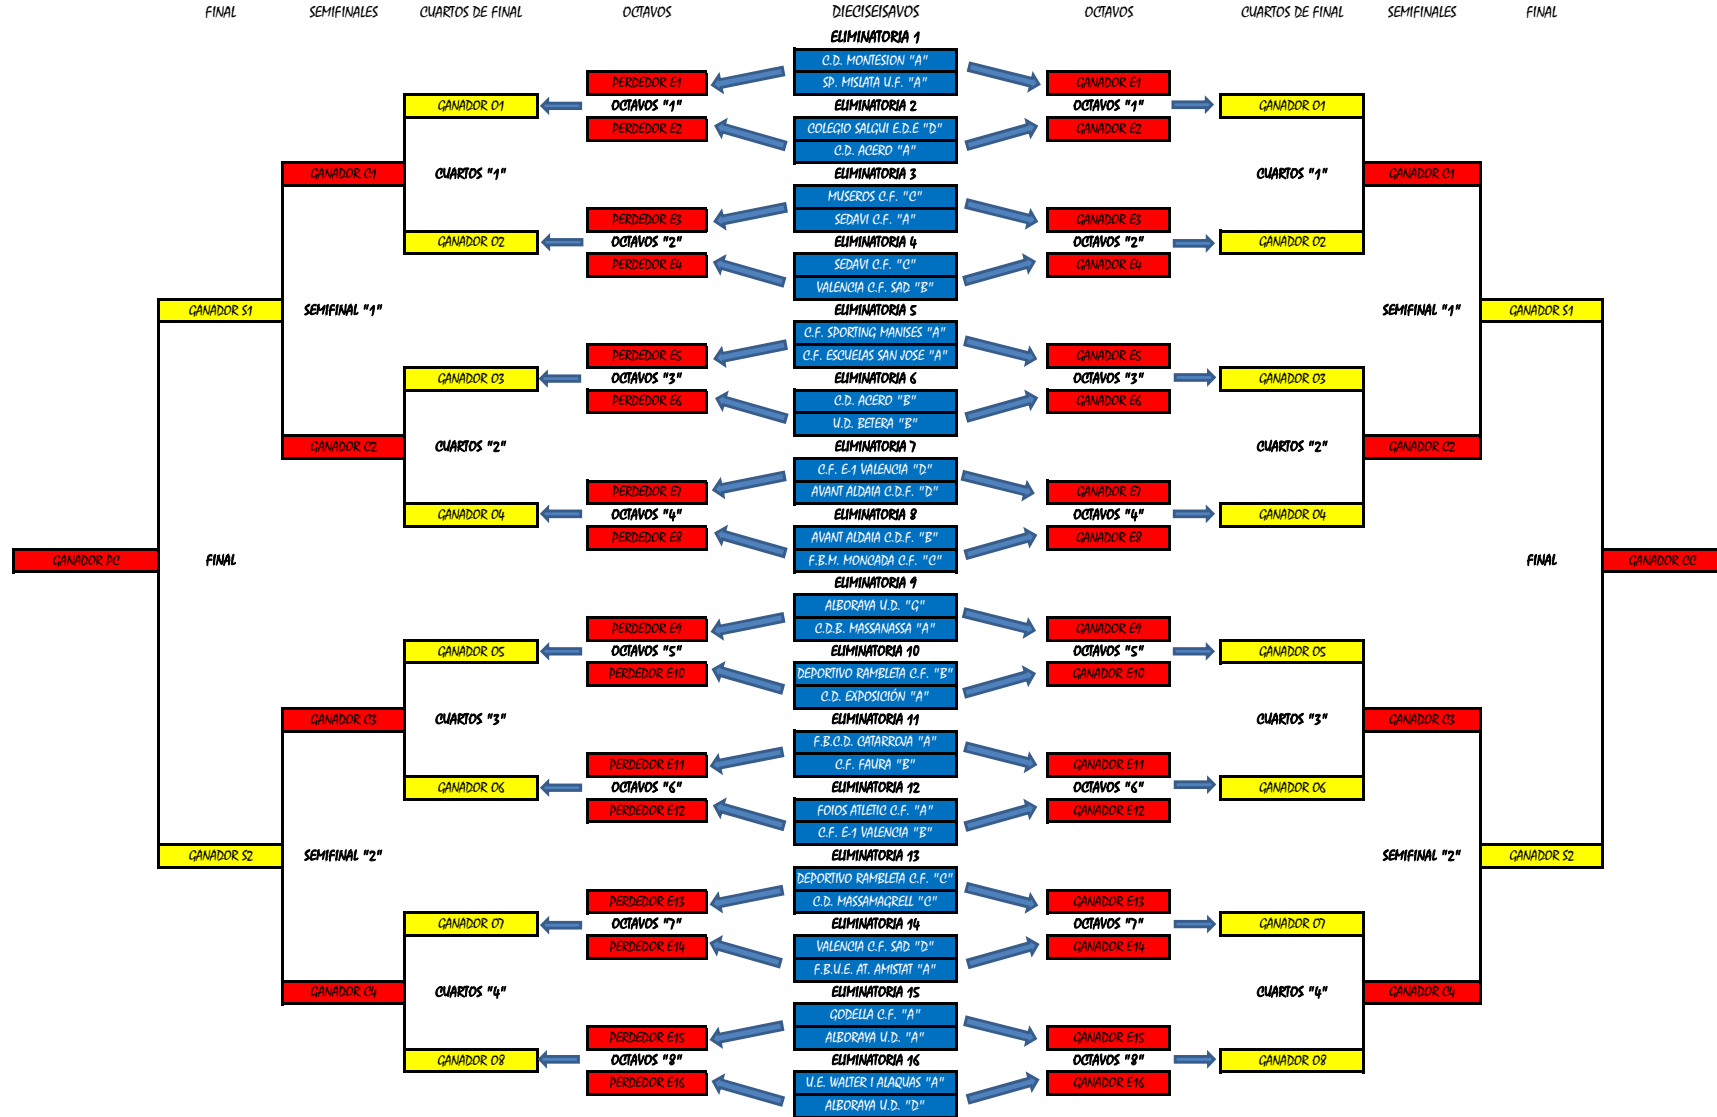 FINAL SEMIFINALES CUARTOS DE FINAL OCTAVOS DIECISEISAVOS OCTAVOS CUARTOS DE FINAL SEMIFINALES FINAL
ELIMINATORIA 1
C.D. MONTESION "A"
PERDEDOR E1 SP. MISLATA U.F. "A" GANADOR E1
GANADOR O1 OCTAVOS "1" ELIMINATORIA 2 OCTAVOS "1" GANADOR O1
PERDEDOR E2 COLEGIO SALGUI E.D.E "D" GANADOR E2
C.D. ACERO "A"
GANADOR C1 CUARTOS "1" ELIMINATORIA 3 CUARTOS "1" GANADOR C1
MUSEROS C.F. "C"
PERDEDOR E3 SEDAVI C.F. "A" GANADOR E3
GANADOR O2 OCTAVOS "2" ELIMINATORIA 4 OCTAVOS "2" GANADOR O2
PERDEDOR E4 SEDAVI C.F. "C" GANADOR E4
VALENCIA C.F. SAD "B"
GANADOR S1 SEMIFINAL "1" ELIMINATORIA 5 SEMIFINAL "1" GANADOR S1
C.F. SPORTING MANISES "A"
PERDEDOR E5 C.F. ESCUELAS SAN JOSE "A" GANADOR E5
GANADOR O3 OCTAVOS "3" ELIMINATORIA 6 OCTAVOS "3" GANADOR O3
PERDEDOR E6 C.D. ACERO "B" GANADOR E6
U.D. BETERA "B"
GANADOR C2 CUARTOS "2" ELIMINATORIA 7 CUARTOS "2" GANADOR C2
C.F. E-1 VALENCIA "D"
PERDEDOR E7 AVANT ALDAIA C.D.F. "D" GANADOR E7
GANADOR O4 OCTAVOS "4" ELIMINATORIA 8 OCTAVOS "4" GANADOR O4
PERDEDOR E8 AVANT ALDAIA C.D.F. "B" GANADOR E8
GANADOR PC FINAL F.B.M. MONCADA C.F. "C" FINAL GANADOR CC
ELIMINATORIA 9
ALBORAYA U.D. "G"
PERDEDOR E9 C.D.B. MASSANASSA "A" GANADOR E9
GANADOR O5 OCTAVOS "5" ELIMINATORIA 10 OCTAVOS "5" GANADOR O5
PERDEDOR E10 DEPORTIVO RAMBLETA C.F. "B" GANADOR E10
C.D. EXPOSICIÓN "A"
GANADOR C3 CUARTOS "3" ELIMINATORIA 11 CUARTOS "3" GANADOR C3
F.B.C.D. CATARROJA "A"
PERDEDOR E11 C.F. FAURA "B" GANADOR E11
GANADOR O6 OCTAVOS "6" ELIMINATORIA 12 OCTAVOS "6" GANADOR O6
PERDEDOR E12 FOIOS ATLETIC C.F. "A" GANADOR E12
C.F. E-1 VALENCIA "B"
GANADOR S2 SEMIFINAL "2" ELIMINATORIA 13 SEMIFINAL "2" GANADOR S2
DEPORTIVO RAMBLETA C.F. "C"
PERDEDOR E13 C.D. MASSAMAGRELL "C" GANADOR E13
GANADOR O7 OCTAVOS "7" ELIMINATORIA 14 OCTAVOS "7" GANADOR O7
PERDEDOR E14 VALENCIA C.F. SAD "D" GANADOR E14
F.B.U.E. AT. AMISTAT "A"
GANADOR C4 CUARTOS "4" ELIMINATORIA 15 CUARTOS "4" GANADOR C4
GODELLA C.F. "A"
PERDEDOR E15 ALBORAYA U.D. "A" GANADOR E15
GANADOR O8 OCTAVOS "8" ELIMINATORIA 16 OCTAVOS "8" GANADOR O8
PERDEDOR E16 U.E. WALTER I ALAQUAS "A" GANADOR E16
ALBORAYA U.D. "D"